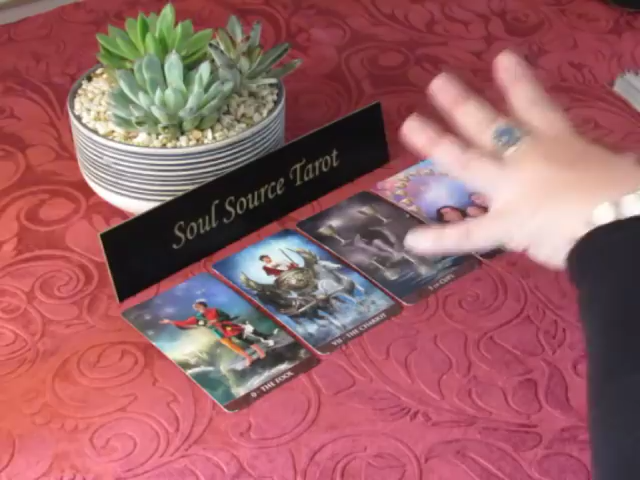 Soul Source Tarot
0 - THE FOOL
VII - THE CHARIOT